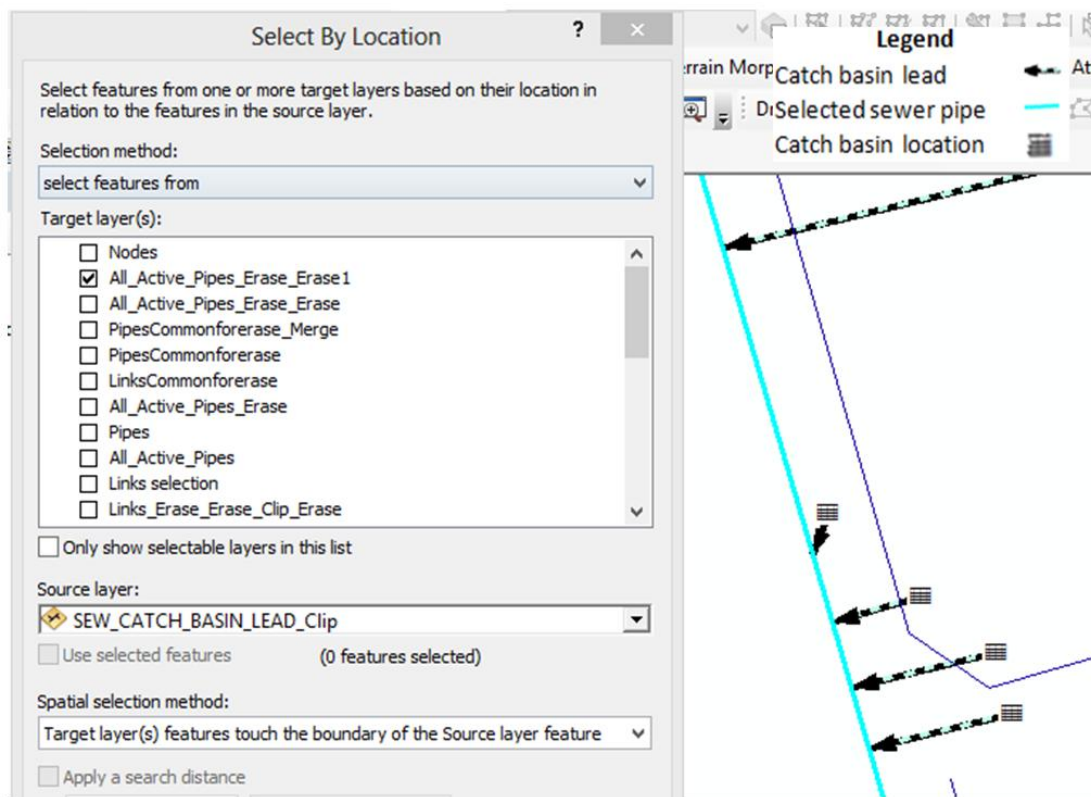 Select By Location
?
Select features from one or more target layers based on their location in
relation to the features in the source layer.
Selection method:
select features from
Target layer(s):
Nodes
All_Active_Pipes_Erase_Erase1
All_Active_Pipes_Erase_Erase
PipesCommonforerase_Merge
PipesCommonforerase
LinksCommonforerase
All_Active_Pipes_Erase
Pipes
All_Active_Pipes
Links selection
Links_Erase_Erase_Clip_Erase
Only show selectable layers in this list
Source layer:
SEW_CATCH_BASIN_LEAD_Clip
Use selected features (0 features selected)
Spatial selection method:
Target layer(s) features touch the boundary of the Source layer feature
Apply a search distance
Legend
Catch basin lead
Selected sewer pipe
Catch basin location